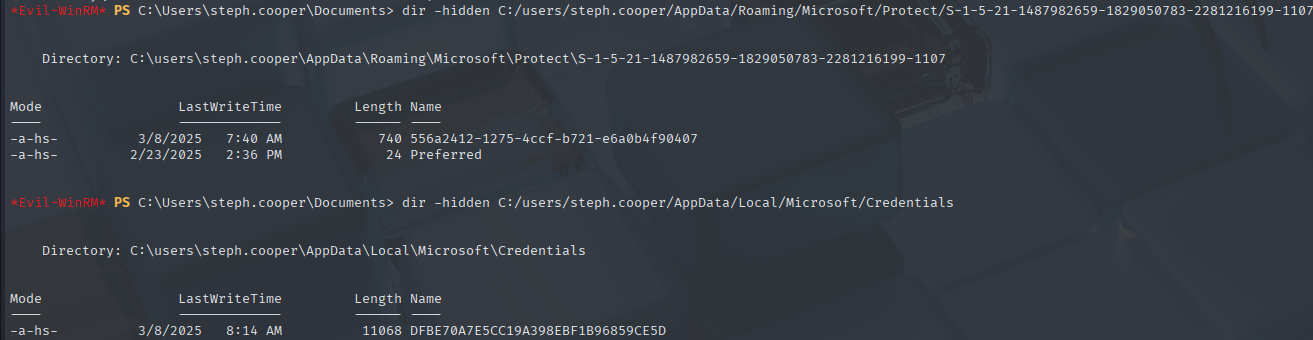 *Evil-WinRM* PS C:\Users\steph.cooper\Documents> dir -hidden C:/users/steph.cooper/AppData/Roaming/Microsoft/Protect/S-1-5-21-1487982659-1829050783-2281216199-1107
Directory: C:\users\steph.cooper\AppData\Roaming\Microsoft\Protect\S-1-5-21-1487982659-1829050783-2281216199-1107
Mode LastWriteTime Length Name
---- ------------- ------ ----
-a-hs- 3/8/2025 7:40 AM 740 556a2412-1275-4ccf-b721-e6a0b4f90407
-a-hs- 2/23/2025 2:36 PM 24 Preferred
*Evil-WinRM* PS C:\Users\steph.cooper\Documents> dir -hidden C:/users/steph.cooper/AppData/Local/Microsoft/Credentials
Directory: C:\users\steph.cooper\AppData\Local\Microsoft\Credentials
Mode LastWriteTime Length Name
---- ------------- ------ ----
-a-hs- 3/8/2025 8:14 AM 11068 DFBE70A7E5CC19A398EBF1B96859CE5D